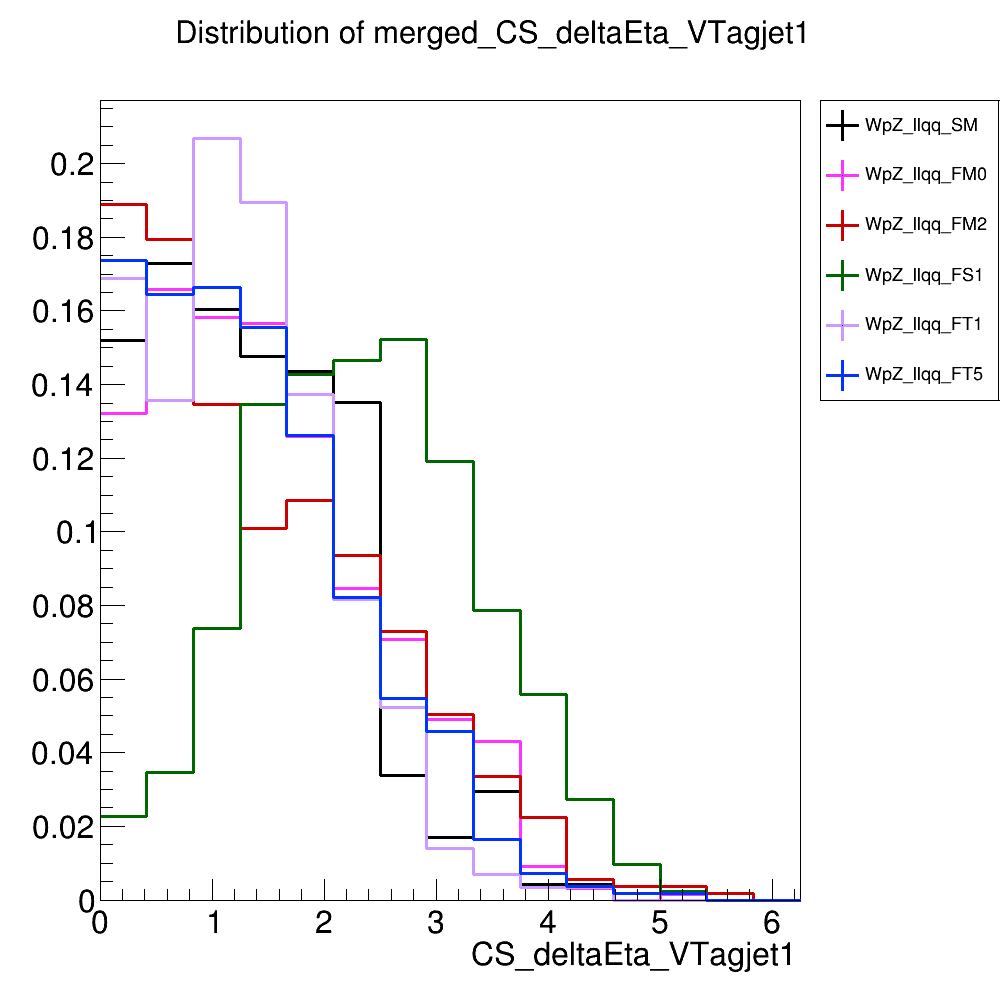 Distribution of merged_CS_deltaEta_VTagjet1
WpZ_llqq_SM
WpZ_llqq_FM0
WpZ_llqq_FM2
WpZ_llqq_FS1
WpZ_llqq_FT1
WpZ_llqq_FT5
0.2
0.18
0.16
0.14
0.12
0.1
0.08
0.06
0.04
0.02
0
0 1 2 3 4 5 6
CS_deltaEta_VTagjet1